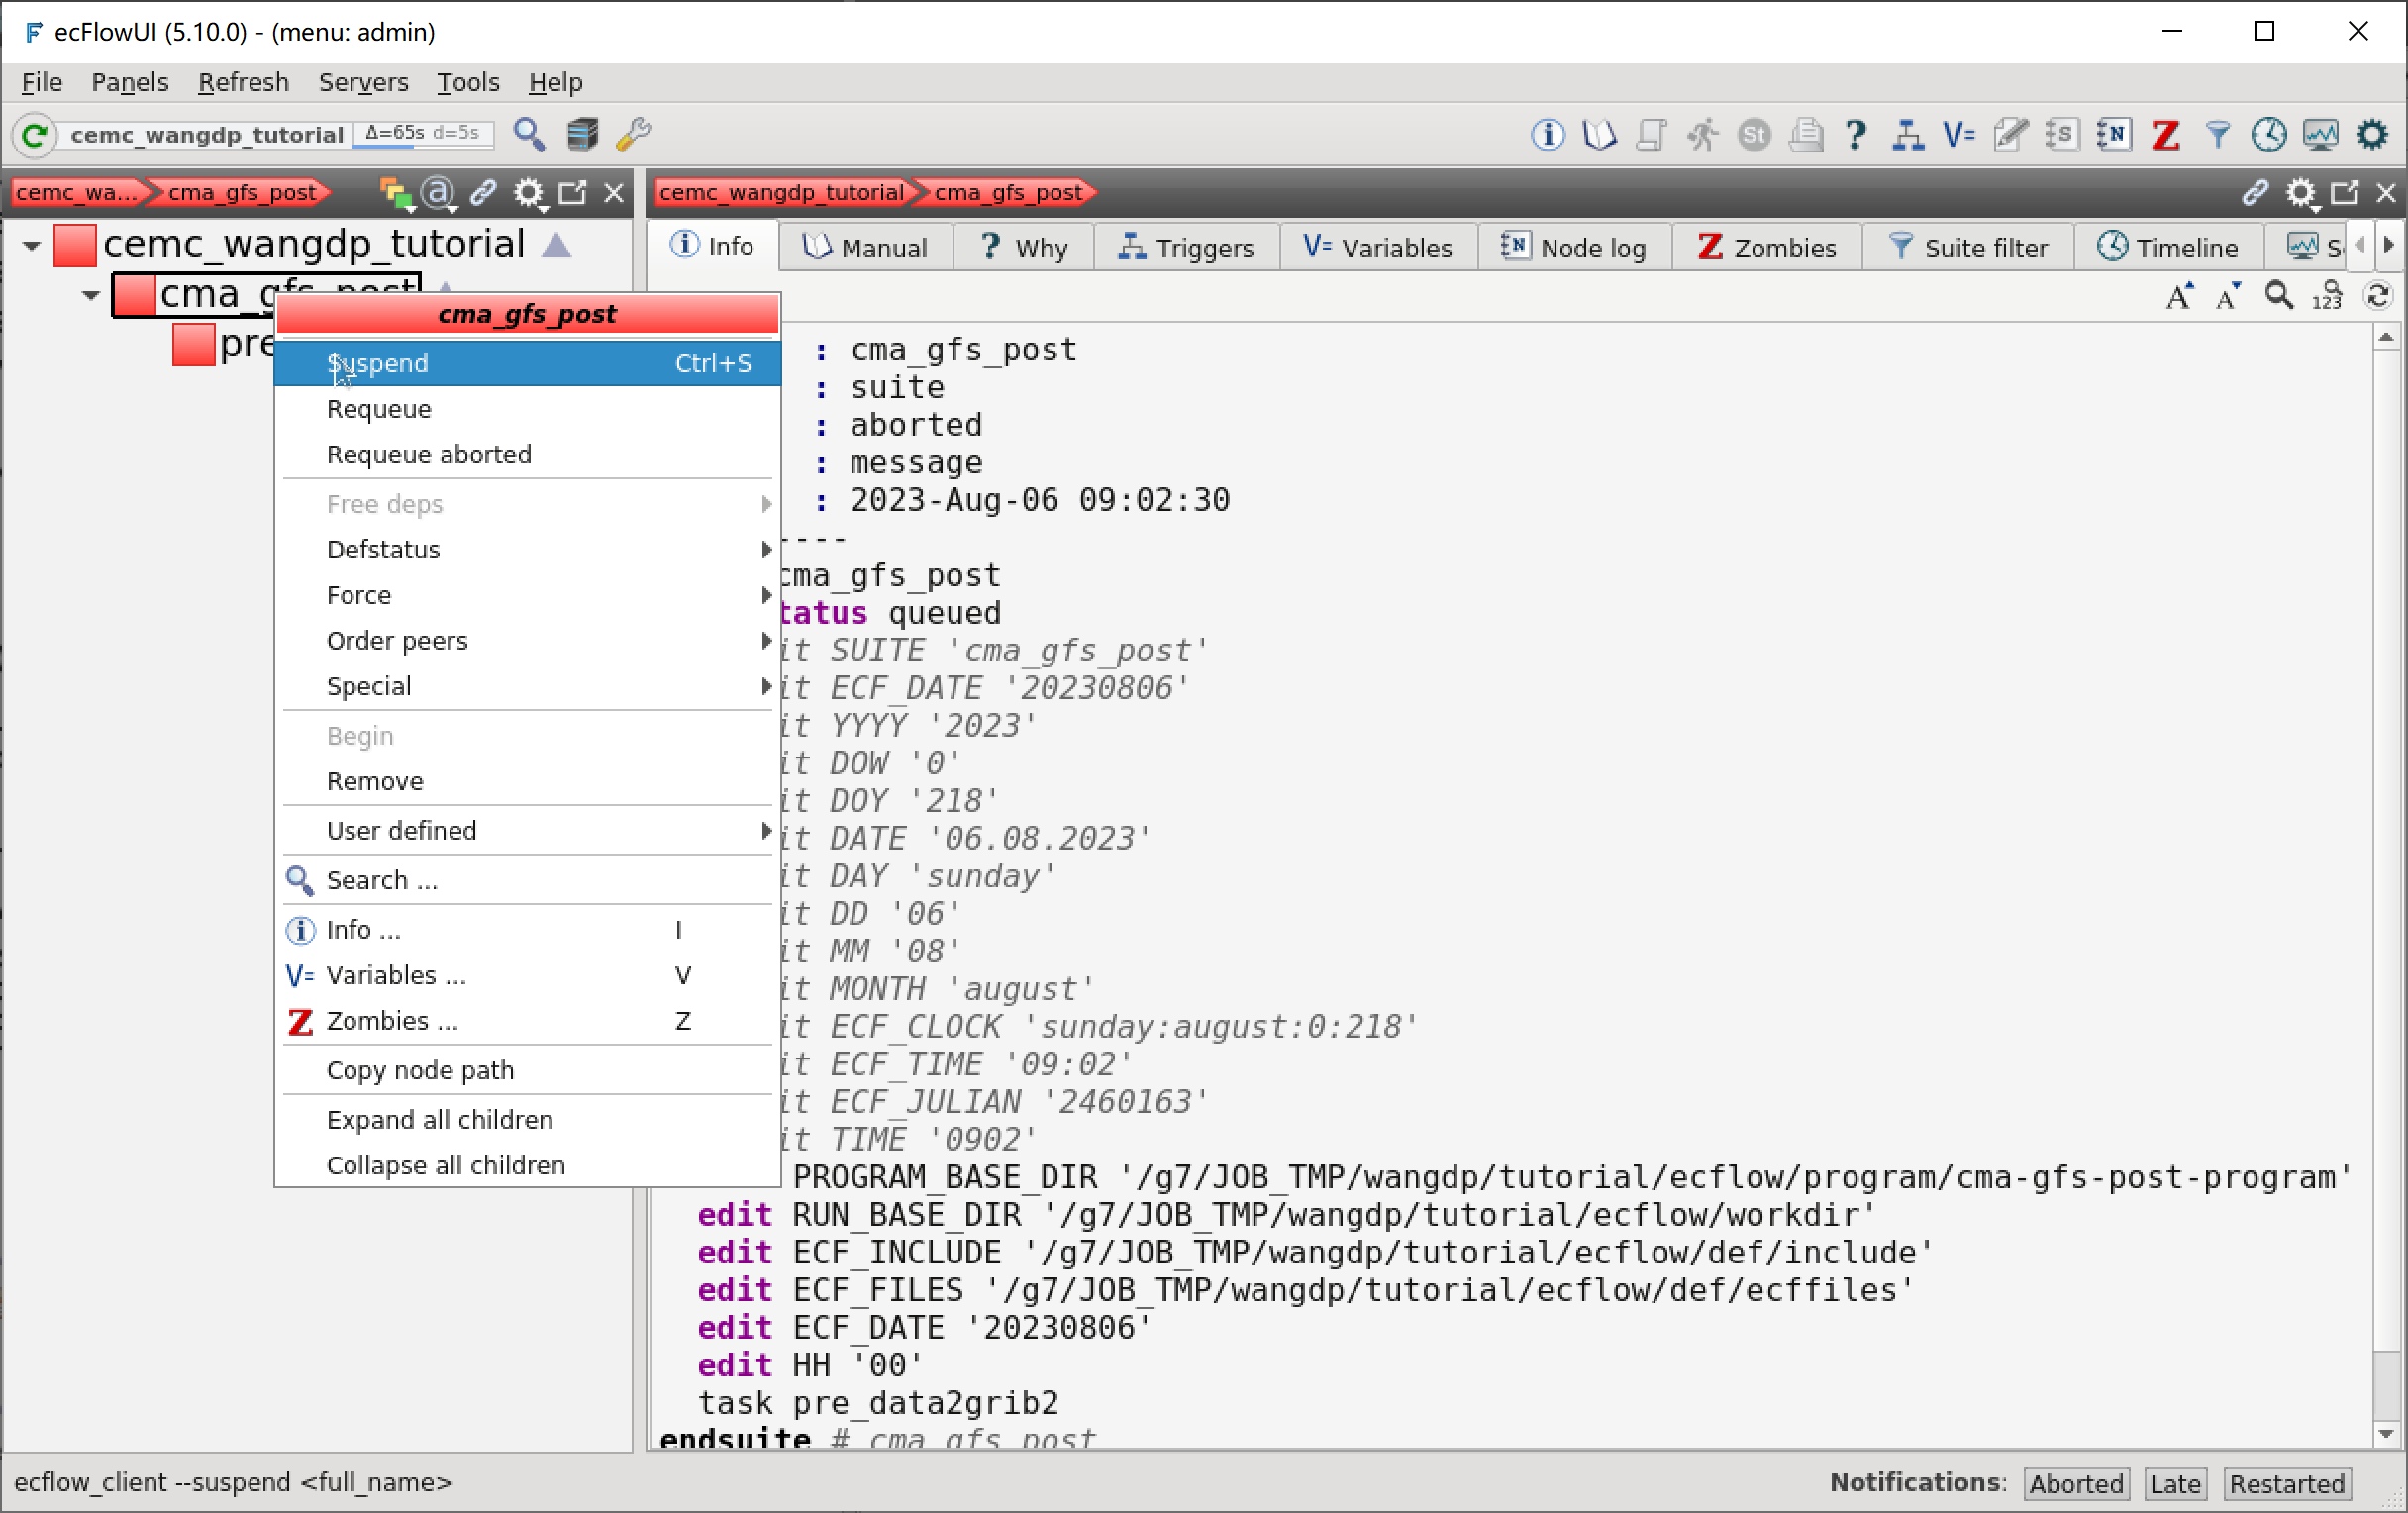 ecFlowUI (5.10.0) - (menu: admin)
File Panels Refresh Servers Tools Help
cemc_wangdp_tutorial Δ=65s d=5s
St V= S N Z
cemc_wa... cma_gfs_post
cemc_wangdp_tutorial cma_gfs_post
cemc_wangdp_tutorial
cma_gfs_post
pre
Info Manual Why Triggers V= Variables Node log Zombies Suite filter Timeline
cma_gfs_post
Suspend Ctrl+S
Requeue
Requeue aborted
Free deps
Defstatus
Force
Order peers
Special
Begin
Remove
User defined
Search ...
Info ... I
V= Variables ... V
Z Zombies ... Z
Copy node path
Expand all children
Collapse all children
: cma_gfs_post
: suite
: aborted
: message
: 2023-Aug-06 09:02:30
----
cma_gfs_post
tatus queued
it SUITE 'cma_gfs_post'
it ECF_DATE '20230806'
it YYYY '2023'
it DOW '0'
it DOY '218'
it DATE '06.08.2023'
it DAY 'sunday'
it DD '06'
it MM '08'
it MONTH 'august'
it ECF_CLOCK 'sunday:august:0:218'
it ECF_TIME '09:02'
it ECF_JULIAN '2460163'
it TIME '0902'
PROGRAM_BASE_DIR '/g7/JOB_TMP/wangdp/tutorial/ecflow/program/cma-gfs-post-program'
edit RUN_BASE_DIR '/g7/JOB_TMP/wangdp/tutorial/ecflow/workdir'
edit ECF_INCLUDE '/g7/JOB_TMP/wangdp/tutorial/ecflow/def/include'
edit ECF_FILES '/g7/JOB_TMP/wangdp/tutorial/ecflow/def/ecffiles'
edit ECF_DATE '20230806'
edit HH '00'
task pre_data2grib2
endsuite # cma_gfs_post
ecflow_client --suspend <full_name>
Notifications: Aborted Late Restarted